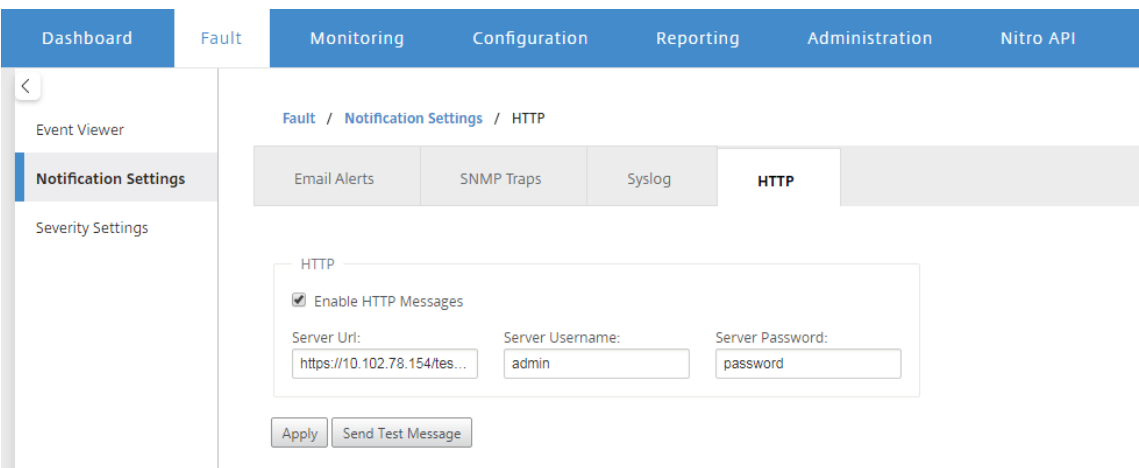 Dashboard Fault Monitoring Configuration Reporting Administration Nitro API
Fault / Notification Settings / HTTP
Event Viewer
Notification Settings
Severity Settings
Email Alerts SNMP Traps Syslog HTTP
HTTP
Enable HTTP Messages
Server Url: Server Username: Server Password:
https://10.102.78.154/tes... admin password
Apply Send Test Message